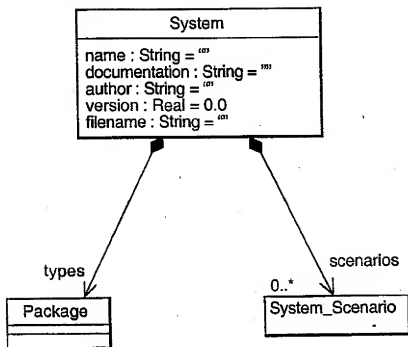 System
name : String = ""
documentation : String = ""
author : String = ""
version : Real = 0.0
filename : String = ""
types
scenarios
0..*
Package
System_Scenario